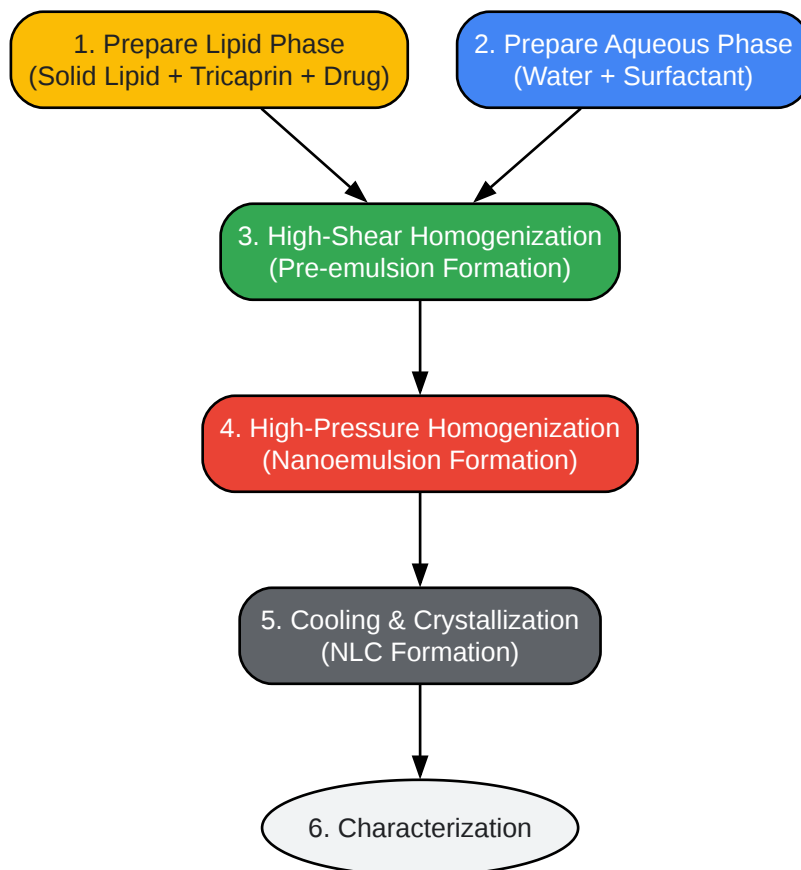 1. Prepare Lipid Phase
(Solid Lipid + Tricaprin + Drug)
2. Prepare Aqueous Phase
(Water + Surfactant)
3. High-Shear Homogenization
(Pre-emulsion Formation)
4. High-Pressure Homogenization
(Nanoemulsion Formation)
5. Cooling & Crystallization
(NLC Formation)
6. Characterization